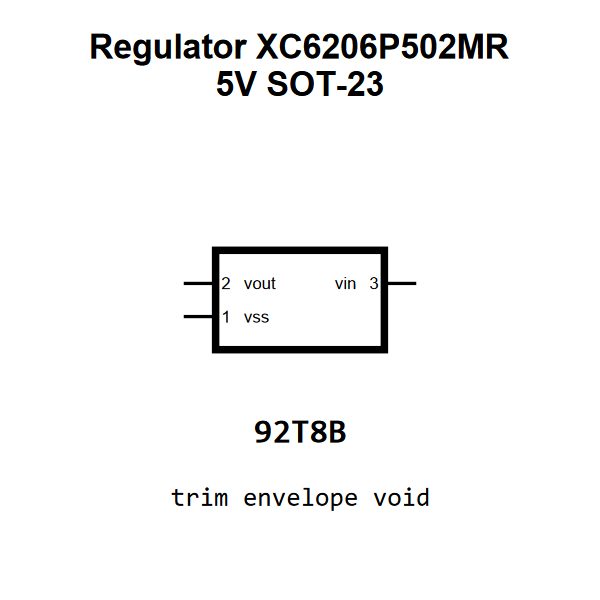 Regulator XC6206P502MR
5V SOT-23
2 vout vin 3
1 vss
92T8B
trim envelope void